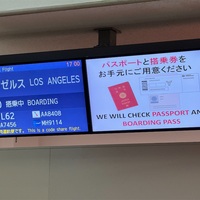 Flight
17:00
ゼルス LOS ANGELES
搭乗中 BOARDING
L62
AA8408
A7456
MH9114
This is a code share flight.
パスポートと搭乗券を
お手元にご用意ください
WE WILL CHECK PASSPORT AND
BOARDING PASS